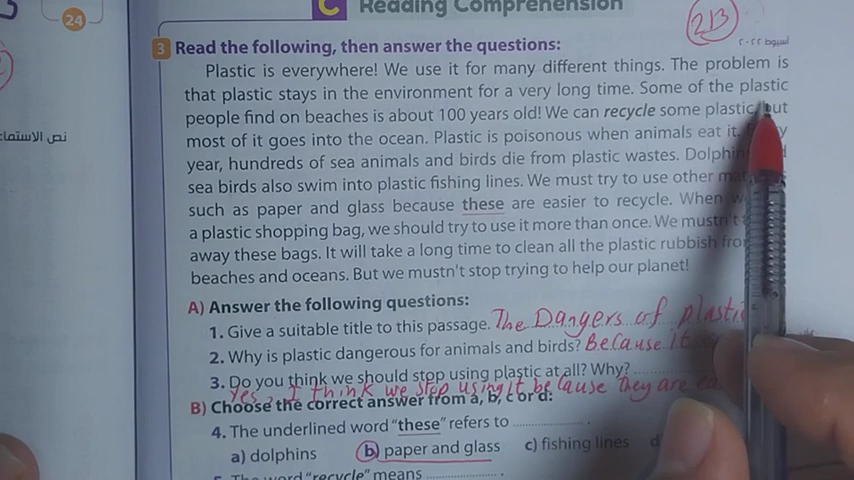 24
C Reading Comprehension
213
أسيوط ٢٠٢٢
3 Read the following, then answer the questions:
Plastic is everywhere! We use it for many different things. The problem is
that plastic stays in the environment for a very long time. Some of the plastic
people find on beaches is about 100 years old! We can recycle some plastic but
most of it goes into the ocean. Plastic is poisonous when animals eat it.
نص الاستما
year, hundreds of sea animals and birds die from plastic wastes. Dolphin
sea birds also swim into plastic fishing lines. We must try to use other
such as paper and glass because these are easier to recycle. When
a plastic shopping bag, we should try to use it more than once. We mustn't
away these bags. It will take a long time to clean all the plastic rubbish
beaches and oceans. But we mustn't stop trying to help our planet!
A) Answer the following questions:
1. Give a suitable title to this passage. The Dangers of plasti
2. Why is plastic dangerous for animals and birds? Because it
3. Do you think we should stop using plastic at all? Why?
Yes, I think we stop using it because they are
B) Choose the correct answer from a, b, c or d:
4. The underlined word "these" refers to .................... .
a) dolphins b) paper and glass c) fishing lines d
5. The word "recycle" means .................... .